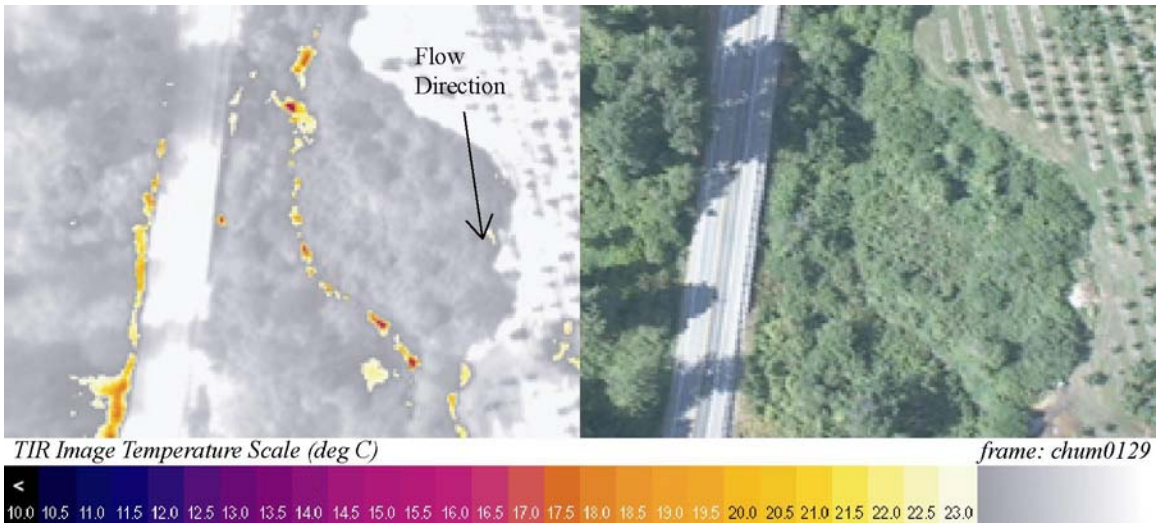 Flow
Direction
TIR Image Temperature Scale (deg C)
frame: chum0129
<
10.0 10.5 11.0 11.5 12.0 12.5 13.0 13.5 14.0 14.5 15.0 15.5 16.0 16.5 17.0 17.5 18.0 18.5 19.0 19.5 20.0 20.5 21.0 21.5 22.0 22.5 23.0